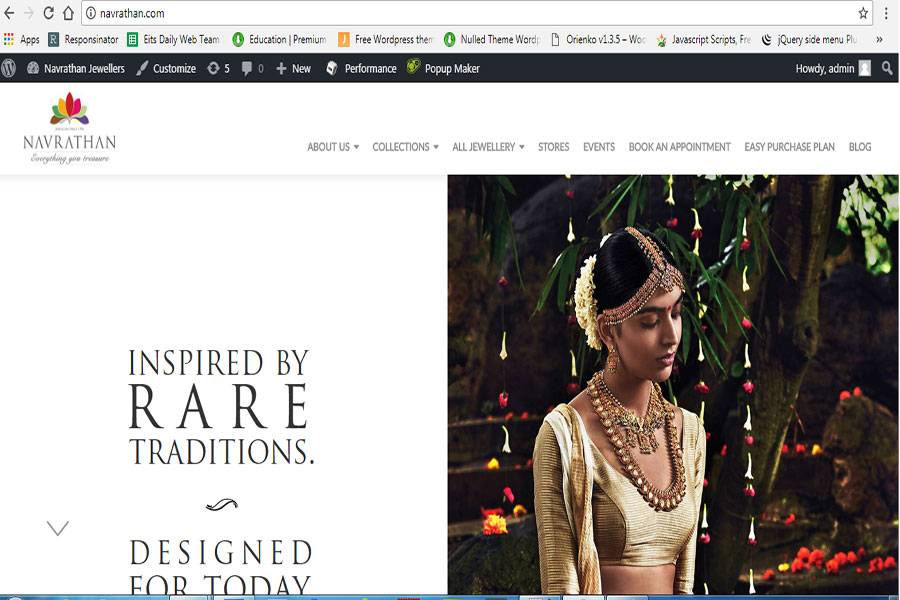 navrathan.com
Apps Responsinator Eits Daily Web Team Education | Premium Free Wordpress them Nulled Theme Wordp Orienko v1.3.5 – Woo Javascript Scripts, Fre jQuery side menu Plu »
Navrathan Jewellers Customize 5 0 + New Performance Popup Maker Howdy, admin
NAVRATHAN
Everything you treasure
ABOUT US COLLECTIONS ALL JEWELLERY STORES EVENTS BOOK AN APPOINTMENT EASY PURCHASE PLAN BLOG
INSPIRED BY
RARE
TRADITIONS.
DESIGNED
FOR TODAY